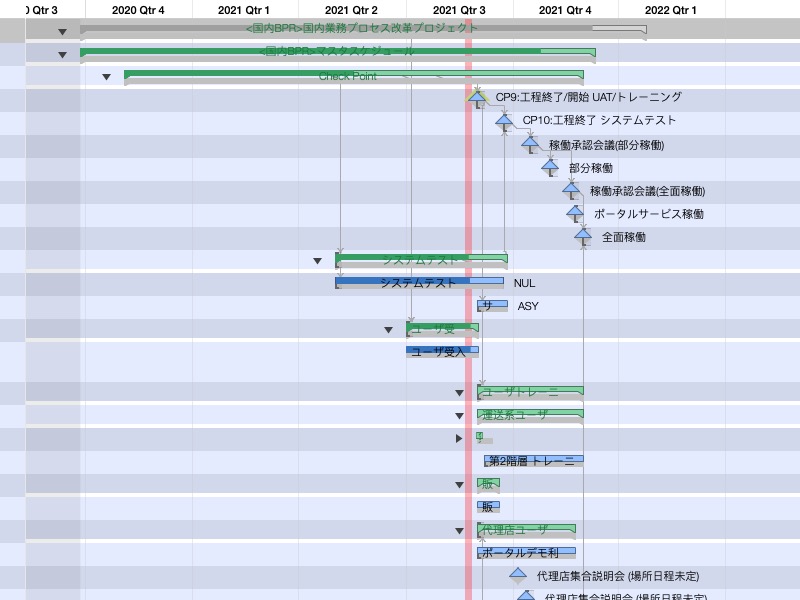 Qtr 3 2020 Qtr 4 2021 Qtr 1 2021 Qtr 2 2021 Qtr 3 2021 Qtr 4 2022 Qtr 1
<国内BPR>国内業務プロセス改革プロジェクト
<国内BPR>マスタスケジュール
Check Point
CP9:工程終了/開始 UAT/トレーニング
CP10:工程終了 システムテスト
稼働承認会議(部分稼働)
部分稼働
稼働承認会議(全面稼働)
ポータルサービス稼働
全面稼働
システムテスト
システムテスト NUL
サ ASY
ユーザ受
ユーザ受入
ユーザトレーニ
運送系ユーザ
第2階層 トレーニ
販
販
代理店ユーザ
ポータルデモ利
代理店集合説明会 (場所日程未定)
代理店集合説明会 (場所日程未定)